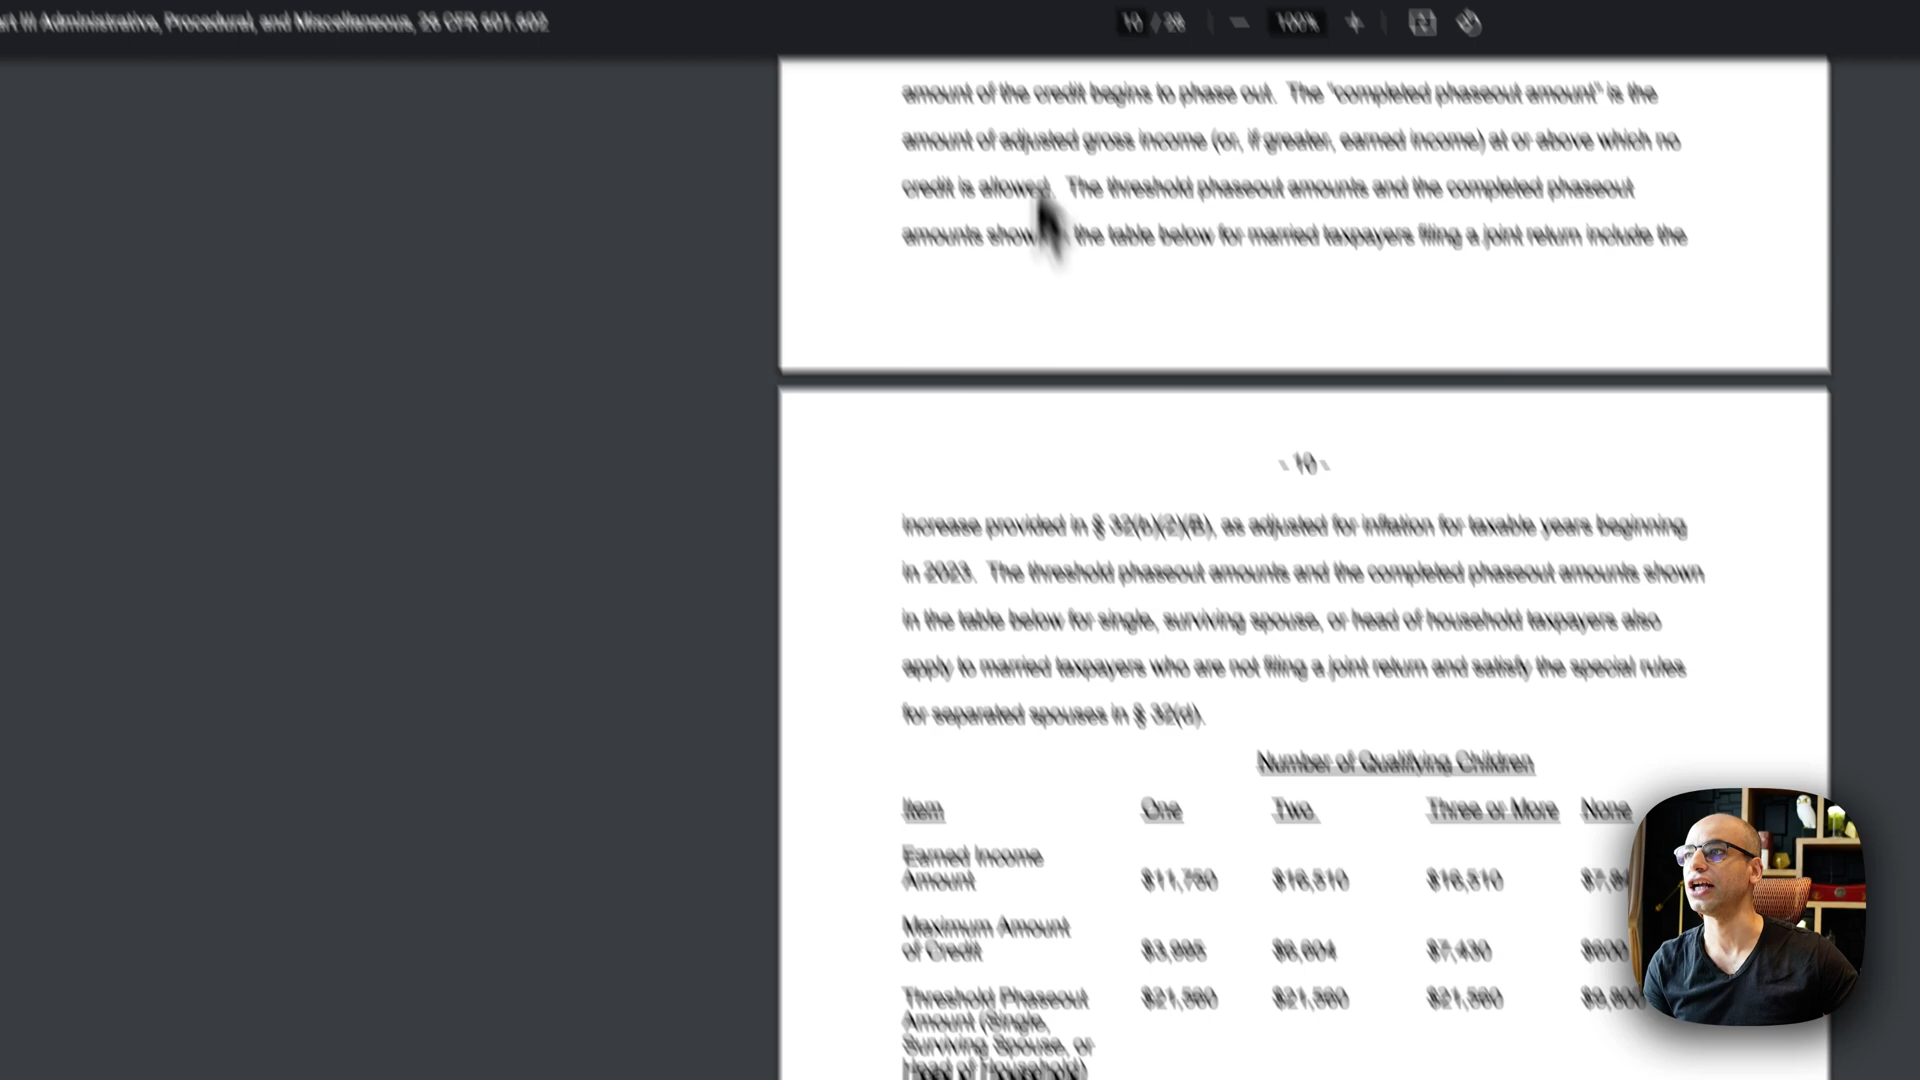 art III Administrative, Procedural, and Miscellaneous, 26 CFR 601.602
10 / 28
100%
amount of the credit begins to phase out. The "completed phaseout amount" is the
amount of adjusted gross income (or, if greater, earned income) at or above which no
credit is allowed. The threshold phaseout amounts and the completed phaseout
amounts show the table below for married taxpayers filing a joint return include the
- 10 -
increase provided in § 32(b)(2)(B), as adjusted for inflation for taxable years beginning
in 2023. The threshold phaseout amounts and the completed phaseout amounts shown
in the table below for single, surviving spouse, or head of household taxpayers also
apply to married taxpayers who are not filing a joint return and satisfy the special rules
for separated spouses in § 32(d).
Number of Qualifying Children
Item One Two Three or More None
Earned Income
Amount $11,750 $16,510 $16,510
Maximum Amount
of Credit $3,995 $6,604 $7,430 $600
Threshold Phaseout $21,560 $21,560 $21,560
Amount (Single,
Surviving Spouse, or
Head of Household)